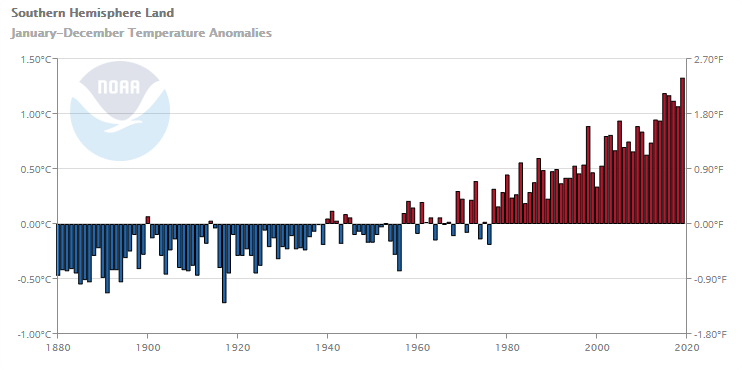 Southern Hemisphere Land
January–December Temperature Anomalies
1.50°C 2.70°F
NOAA
1.00°C 1.80°F
0.50°C 0.90°F
0.00°C 0.00°F
-0.50°C -0.90°F
-1.00°C -1.80°F
1880 1900 1920 1940 1960 1980 2000 2020